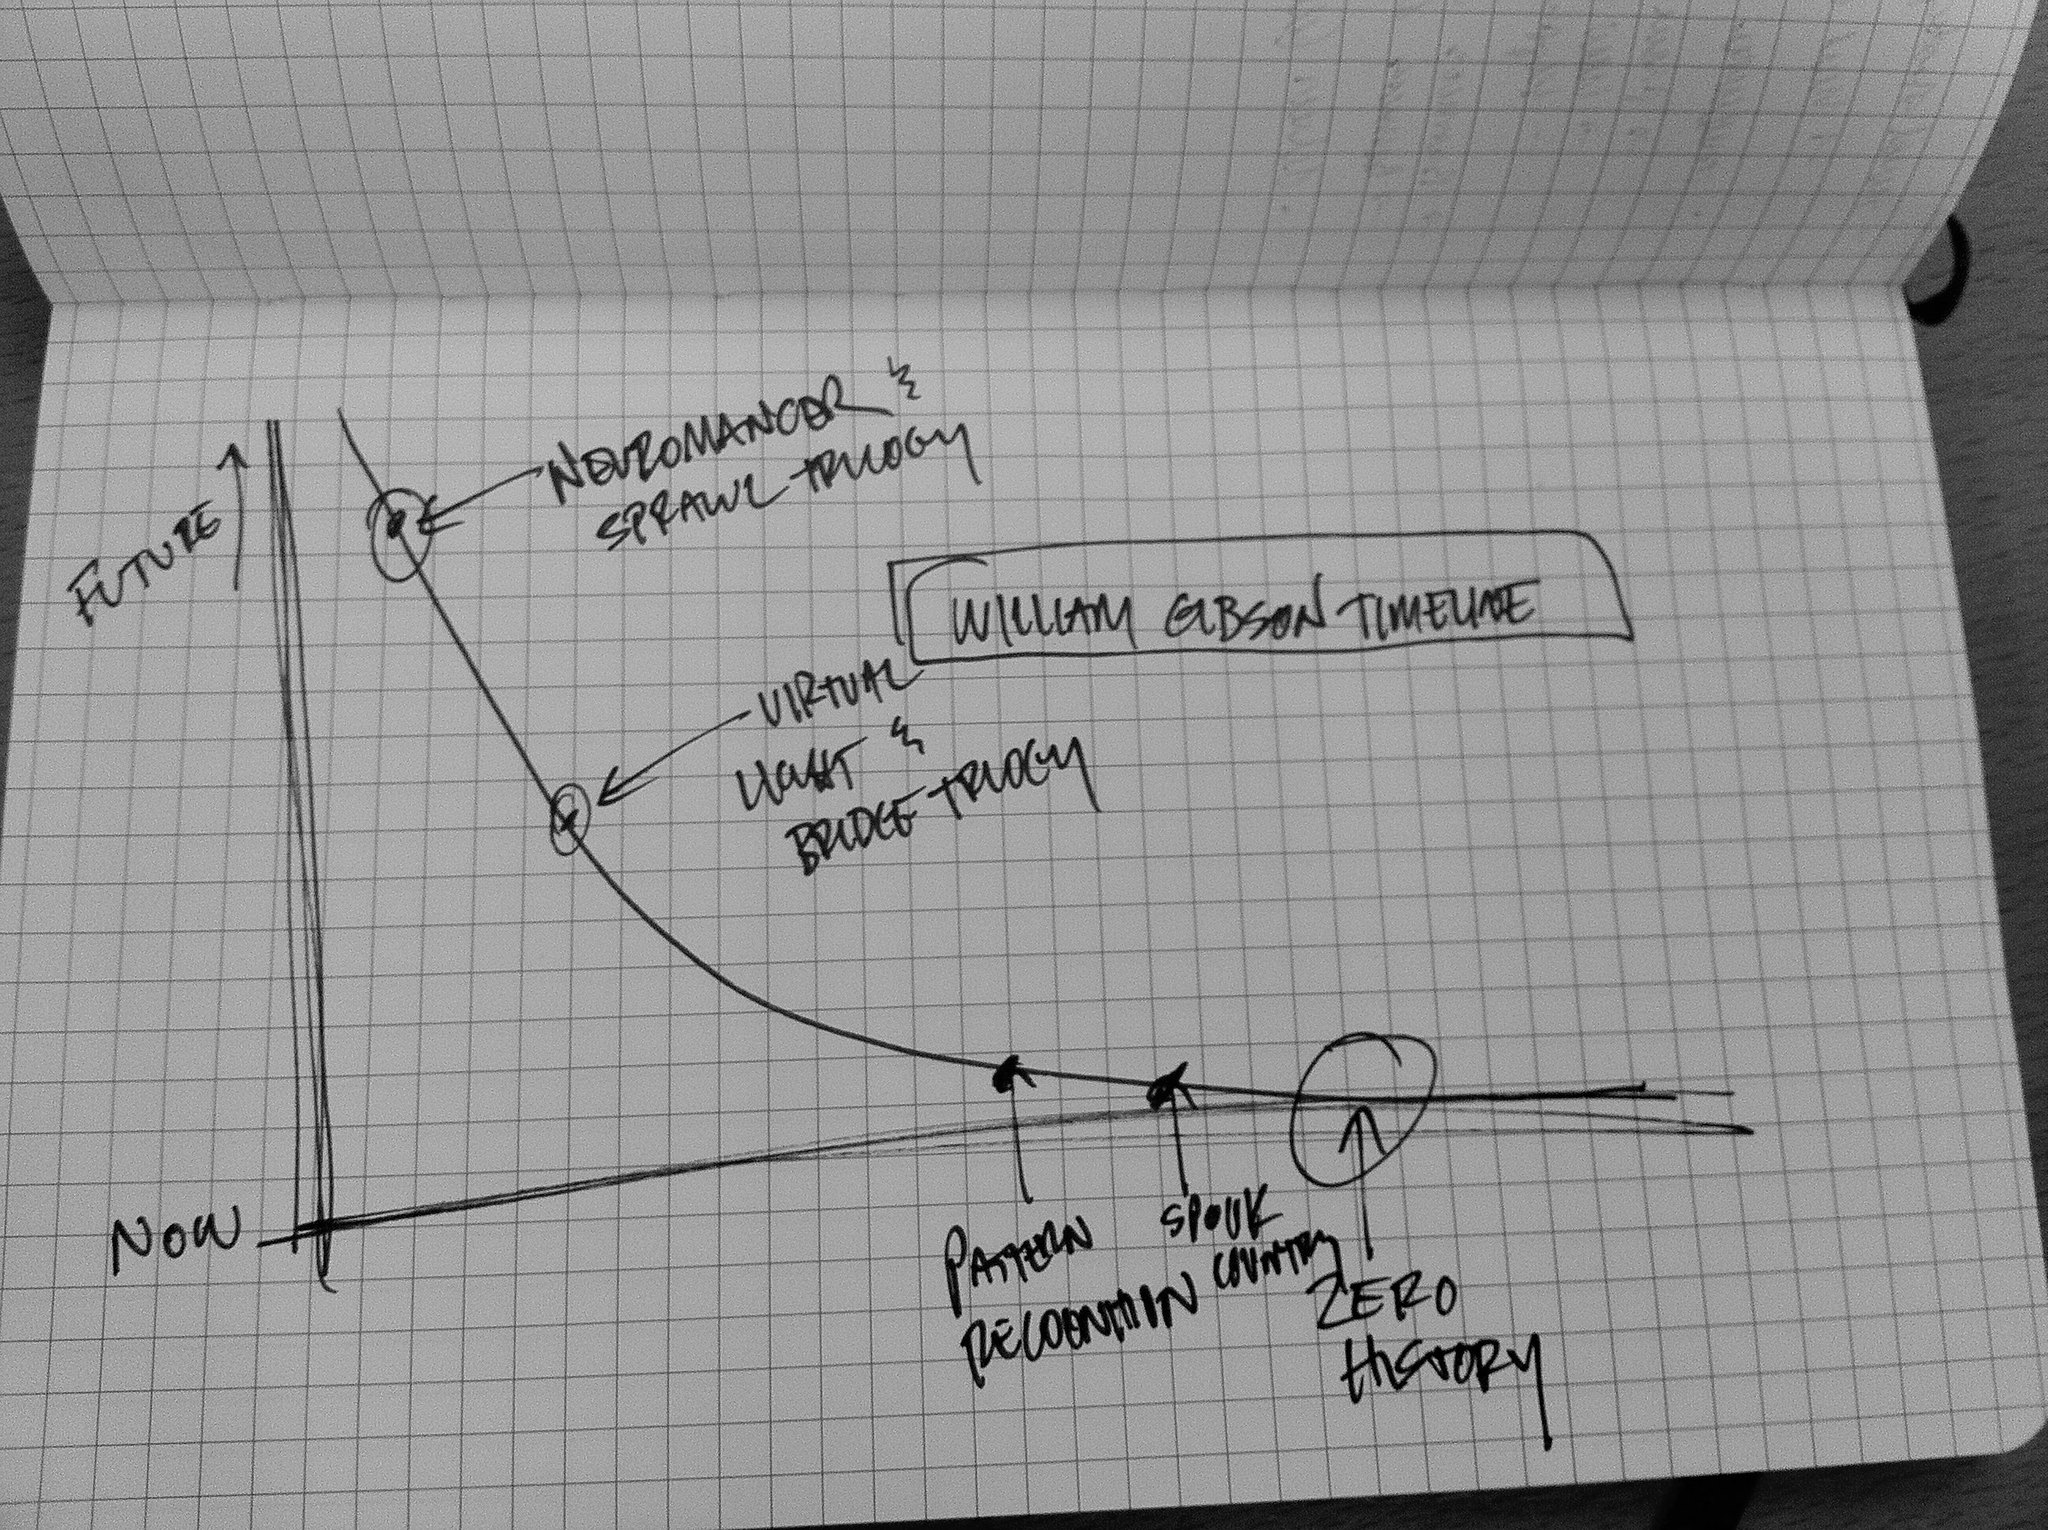 NEUROMANCER &
SPRAWL TRILOGY
FUTURE
WILLIAM GIBSON TIMELINE
VIRTUAL
LIGHT &
BRIDGE TRILOGY
NOW
PATTERN
RECOGNITION
SPOOK
COUNTRY
ZERO
HISTORY